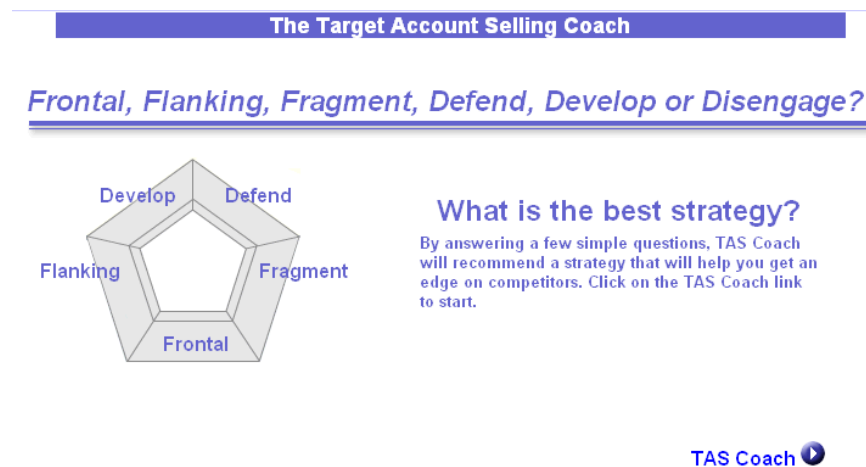 The Target Account Selling Coach
Frontal, Flanking, Fragment, Defend, Develop or Disengage?
Develop
Defend
Flanking
Fragment
Frontal
What is the best strategy?
By answering a few simple questions, TAS Coach
will recommend a strategy that will help you get an
edge on competitors. Click on the TAS Coach link
to start.
TAS Coach